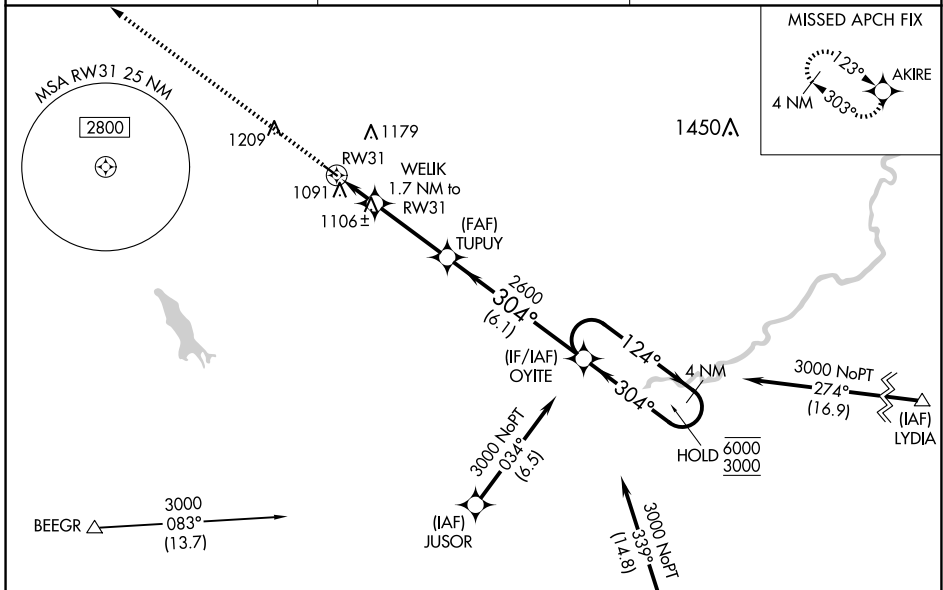 MISSED APCH FIX
123°
AKIRE
4 NM
303°
MSA RW31 25 NM
2800
1209
1179
1450
RW31
WELIK
1.7 NM to
RW31
1091
1106±
(FAF)
TUPUY
2600
304°
(6.1)
(IF/IAF)
OYITE
124°
4 NM
304°
3000 NoPT
274°
(16.9)
(IAF)
LYDIA
HOLD
6000
3000
3000 NoPT
034°
(6.5)
(IAF)
JUSOR
BEEGR
3000
083°
(13.7)
3000 NoPT
339°
(14.8)